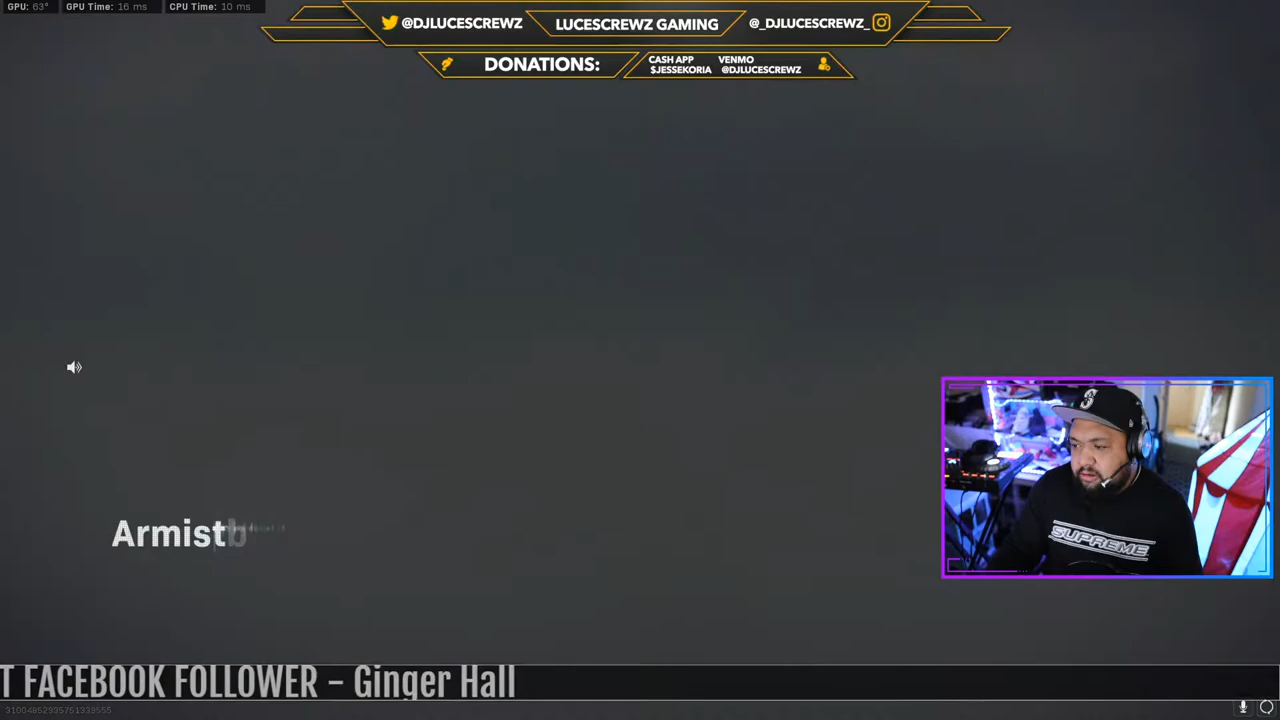 GPU: 63° GPU Time: 16 ms CPU Time: 10 ms
@DJLUCESCREWZ LUCESCREWZ GAMING @_DJLUCESCREWZ_
DONATIONS: CASH APP VENMO
$JESSEKORIA @DJLUCESCREWZ
S
SUPREME
Armist
T FACEBOOK FOLLOWER - Ginger Hall